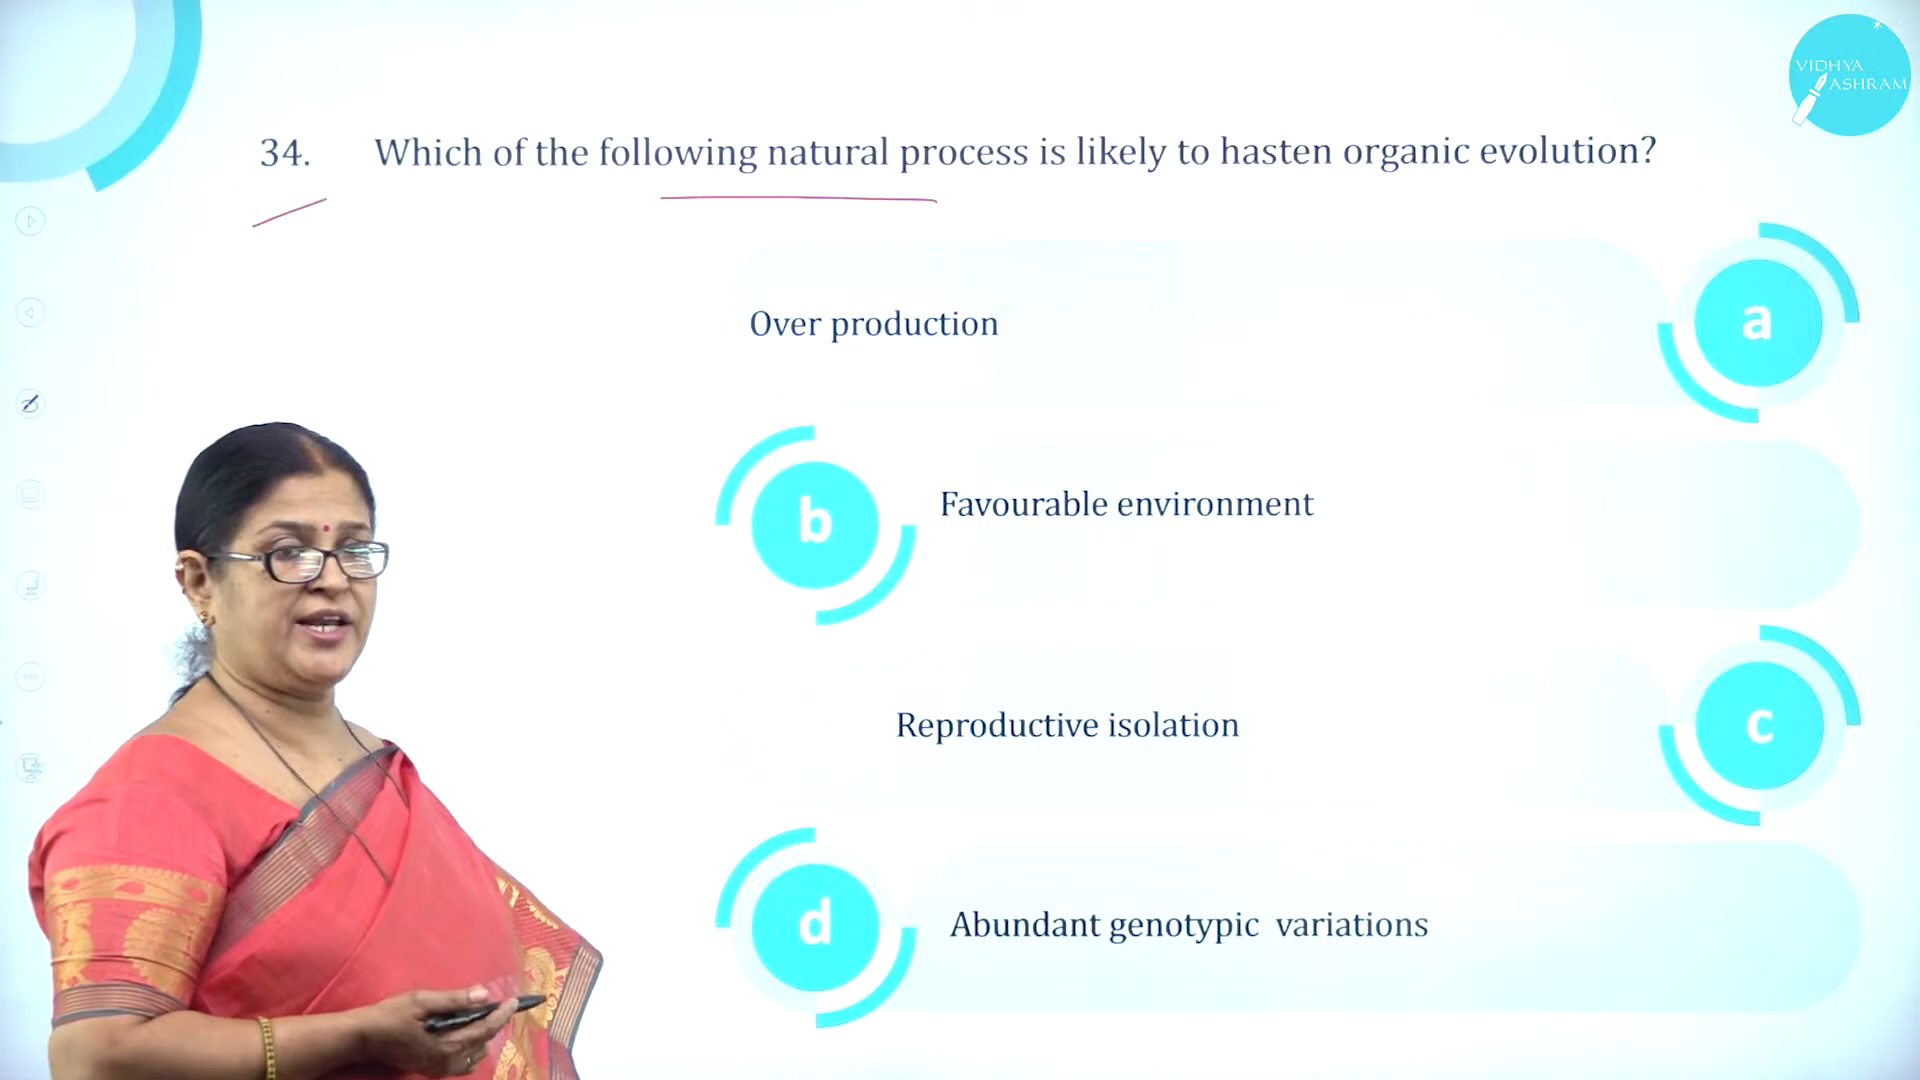 VIDHYA
ASHRAM
34. Which of the following natural process is likely to hasten organic evolution?
Over production
a
b
Favourable environment
Reproductive isolation
c
d
Abundant genotypic variations